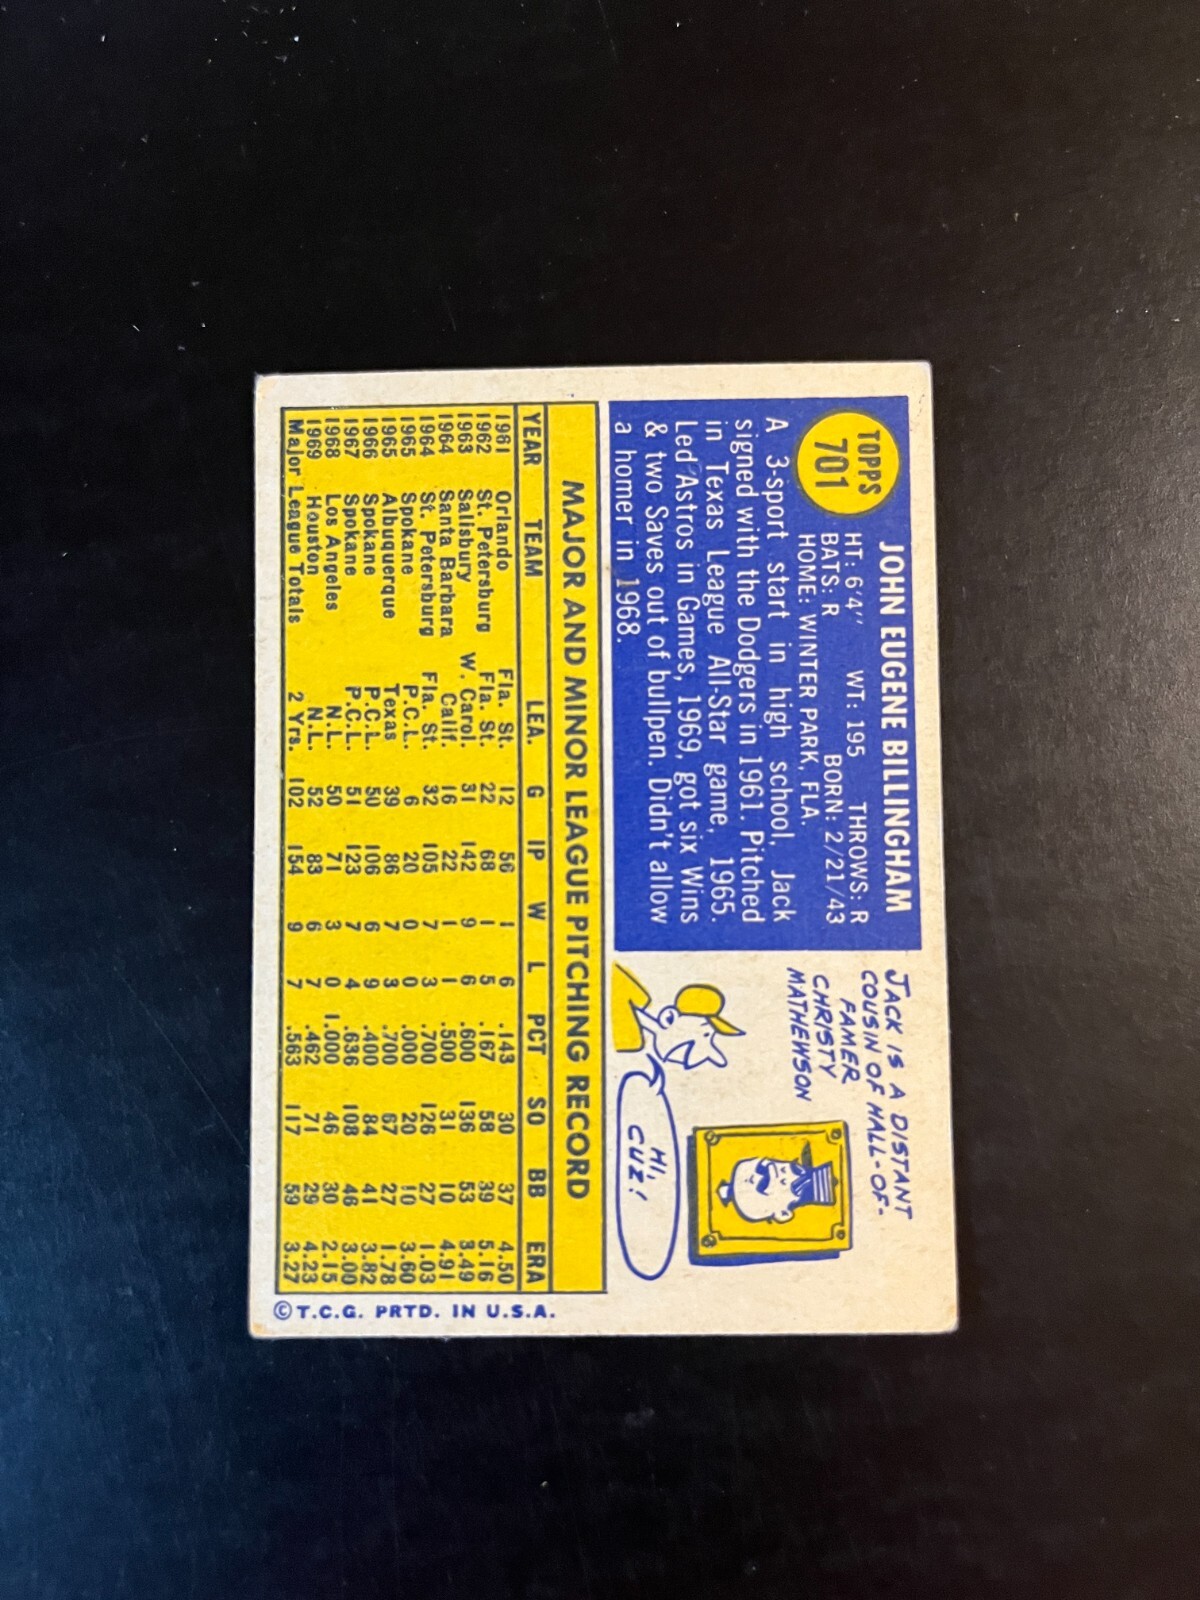 TOPPS
701
JOHN EUGENE BILLINGHAM
HT: 6'4" WT: 195 THROWS: R
BATS: R BORN: 2/21/43
HOME: WINTER PARK, FLA.
A 3-sport start in high school, Jack
signed with the Dodgers in 1961. Pitched
in Texas League All-Star game, 1965.
Led Astros in Games, 1969, got six Wins
& two Saves out of bullpen. Didn't allow
a homer in 1968.
JACK IS A DISTANT
COUSIN OF HALL-OF-
FAMER
CHRISTY
MATHEWSON
HI,
CUZ!
MAJOR AND MINOR LEAGUE PITCHING RECORD
YEAR TEAM LEA. G IP W L PCT SO BB ERA
1961 Orlando Fla. St. 12 56 1 6 .143 30 37 4.50
1962 St. Petersburg Fla. St. 22 68 1 5 .167 58 39 5.16
1963 Salisbury W. Carol. 31 142 9 6 .600 136 53 3.49
1964 Santa Barbara Calif. 16 22 1 1 .500 31 10 4.91
1964 St. Petersburg Fla. St. 32 105 7 3 .700 126 27 1.03
1965 Spokane P.C.L. 6 20 0 0 .000 20 10 3.60
1965 Albuquerque Texas 39 86 7 3 .700 67 27 1.78
1966 Spokane P.C.L. 50 106 6 9 .400 84 41 3.82
1967 Spokane P.C.L. 51 123 7 4 .636 108 46 3.00
1968 Los Angeles N.L. 50 71 3 0 1.000 46 30 2.15
1969 Houston N.L. 52 83 6 7 .462 71 29 4.23
Major League Totals 2 Yrs. 102 154 9 7 .563 117 59 3.27
© T.C.G. PRTD. IN U.S.A.